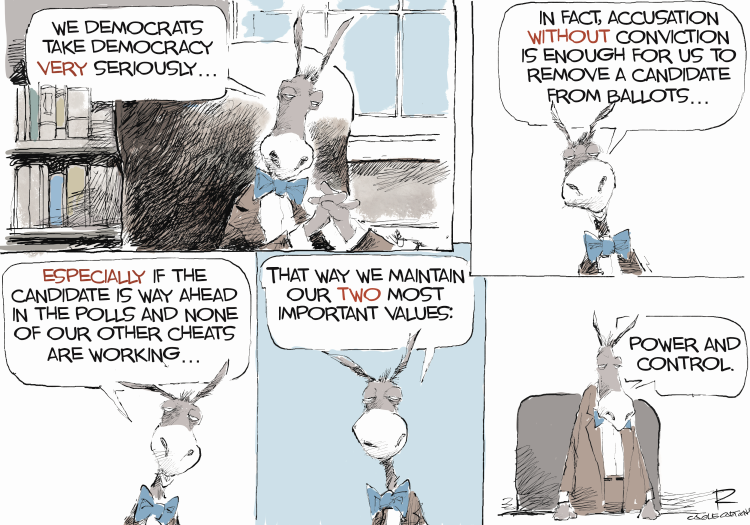 WE DEMOCRATS
TAKE DEMOCRACY
VERY SERIOUSLY...
IN FACT, ACCUSATION
WITHOUT CONVICTION
IS ENOUGH FOR US TO
REMOVE A CANDIDATE
FROM BALLOTS...
ESPECIALLY IF THE
CANDIDATE IS WAY AHEAD
IN THE POLLS AND NONE
OF OUR OTHER CHEATS
ARE WORKING...
THAT WAY WE MAINTAIN
OUR TWO MOST
IMPORTANT VALUES:
POWER AND
CONTROL.
R